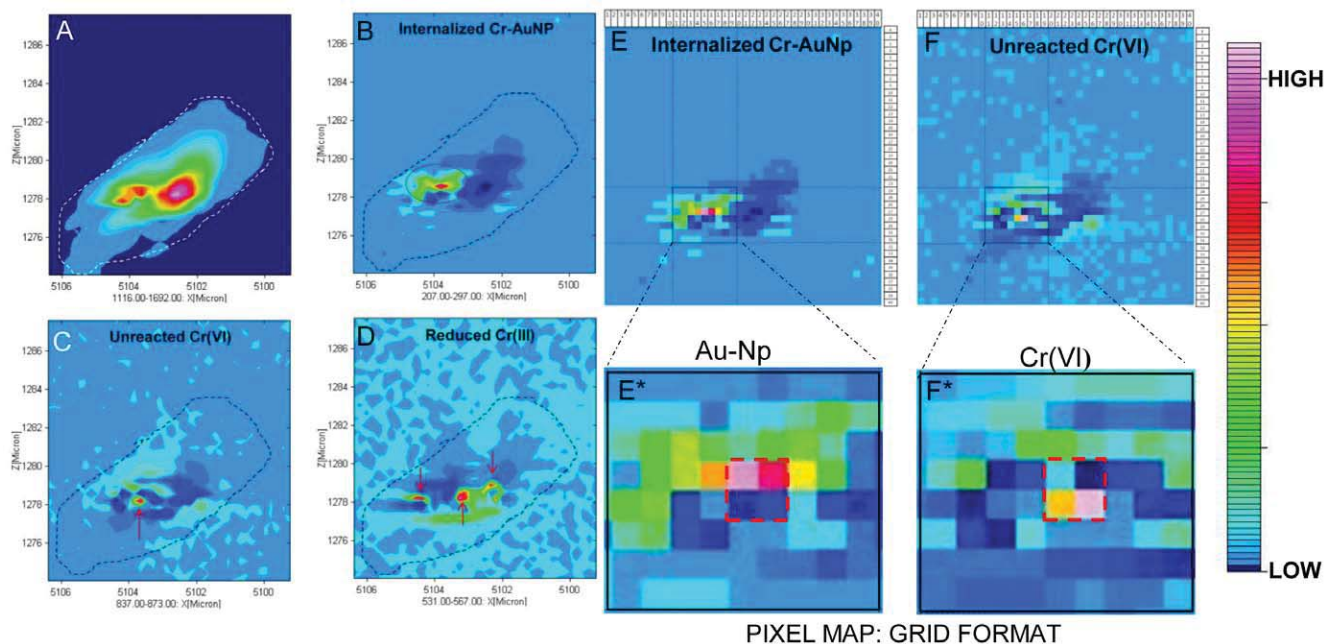 A
Z[Micron]
1286
1284
1282
1280
1278
1276
5106 5104 5102 5100
1116.00-1692.00: X[Micron]
B
Internalized Cr-AuNP
Z[Micron]
1286
1284
1282
1280
1278
1276
5106 5104 5102 5100
207.00-297.00: X[Micron]
E
Internalized Cr-AuNp
F
Unreacted Cr(VI)
HIGH
LOW
C
Unreacted Cr(VI)
Z[Micron]
1286
1284
1282
1280
1278
1276
5106 5104 5102 5100
837.00-873.00: X[Micron]
D
Reduced Cr(III)
Z[Micron]
1286
1284
1282
1280
1278
1276
5106 5104 5102 5100
531.00-567.00: X[Micron]
Au-Np
E*
Cr(VI)
F*
PIXEL MAP: GRID FORMAT